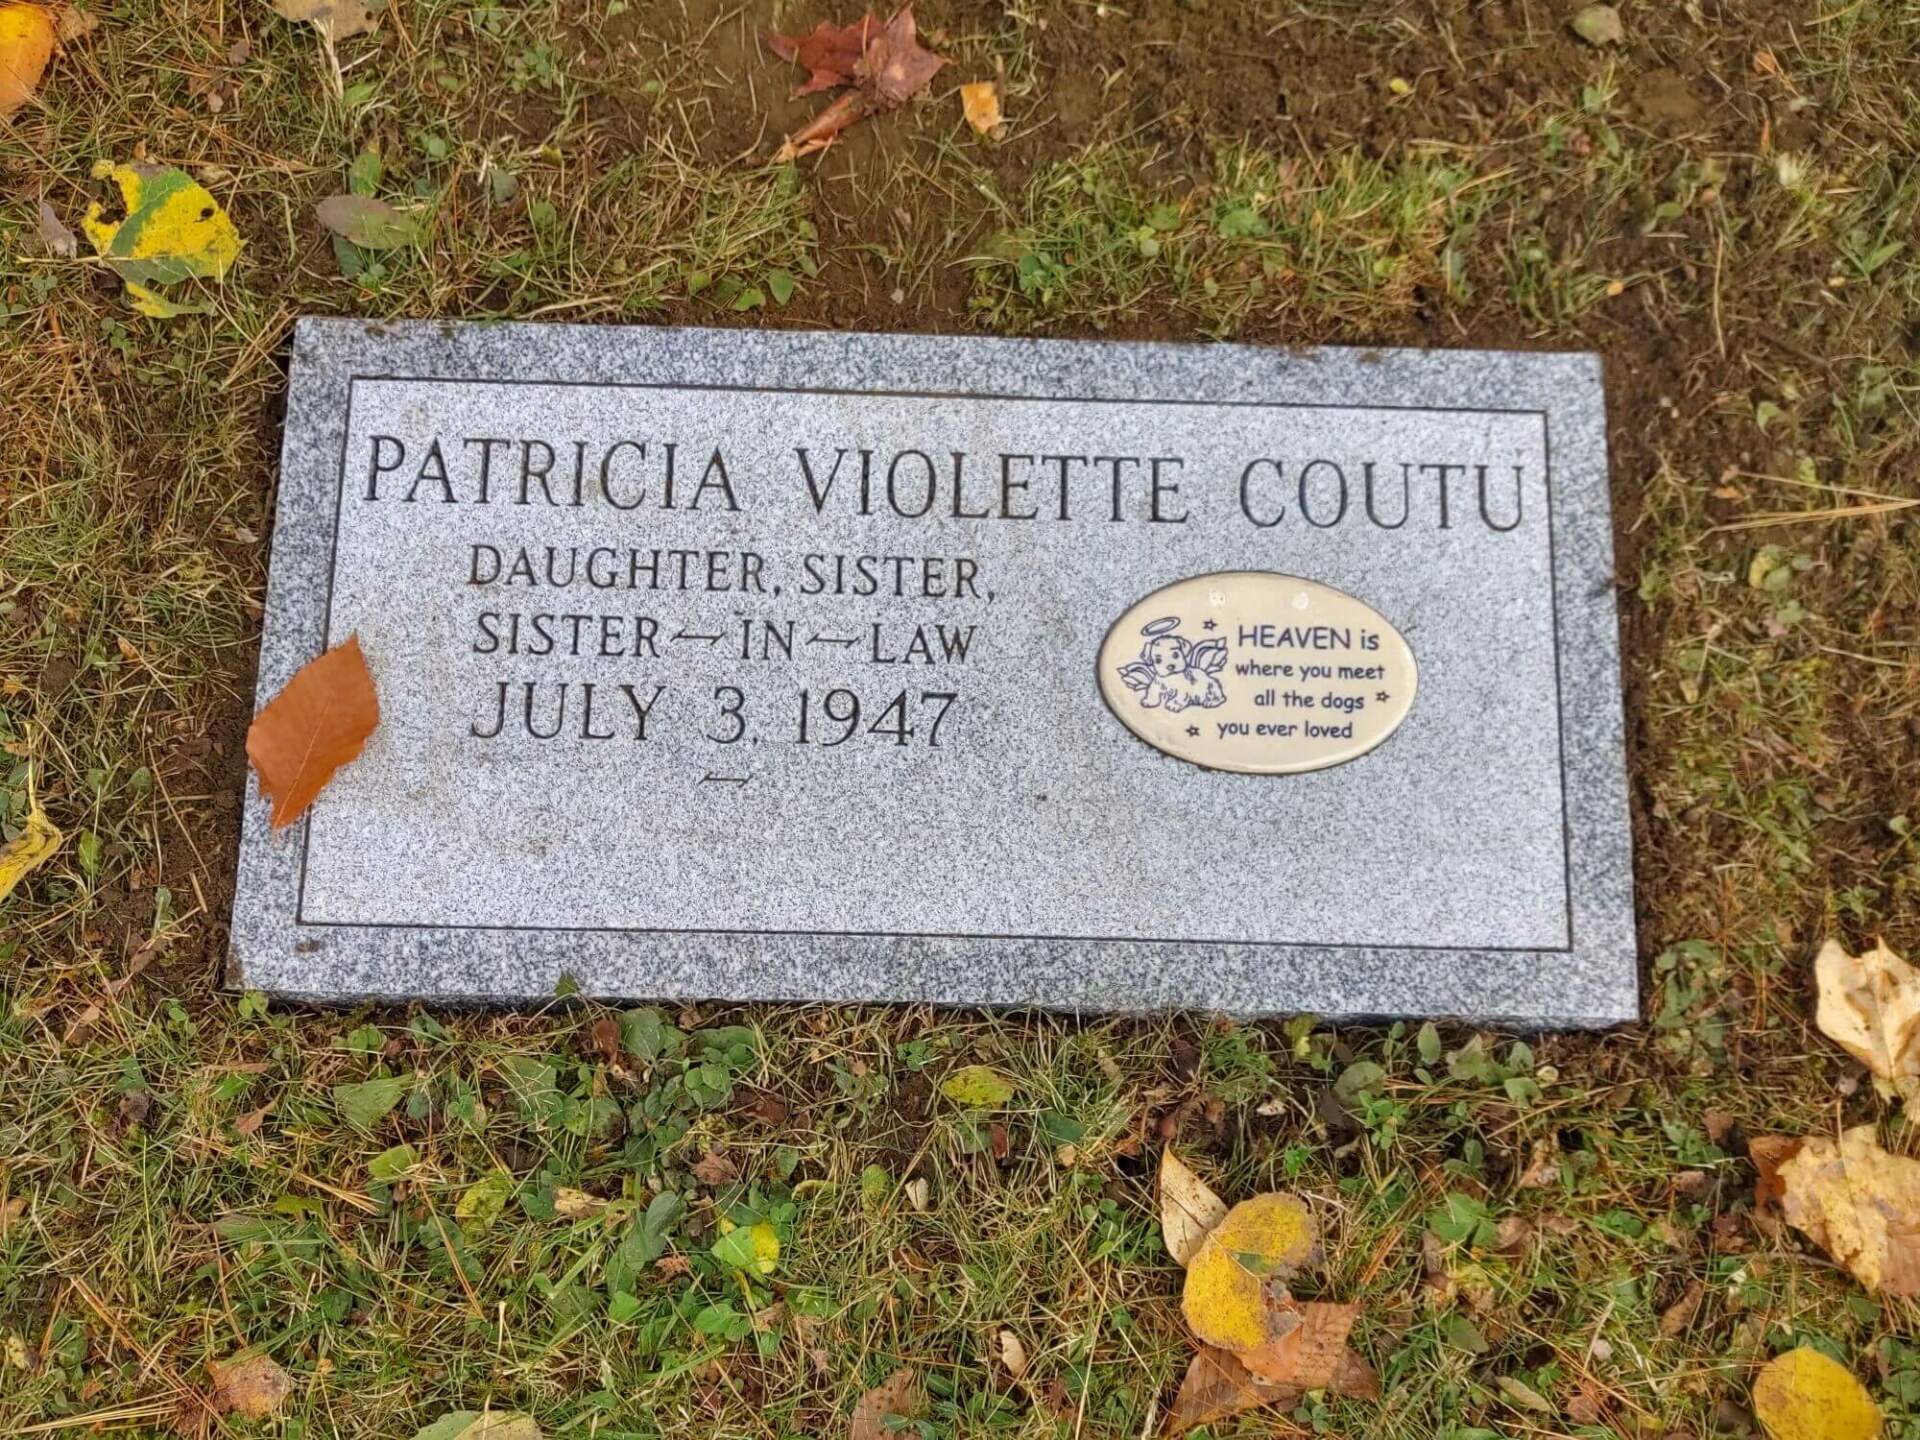 PATRICIA VIOLETTE COUTU
DAUGHTER, SISTER,
SISTER-IN-LAW
JULY 3, 1947
-
HEAVEN is
where you meet
all the dogs
you ever loved